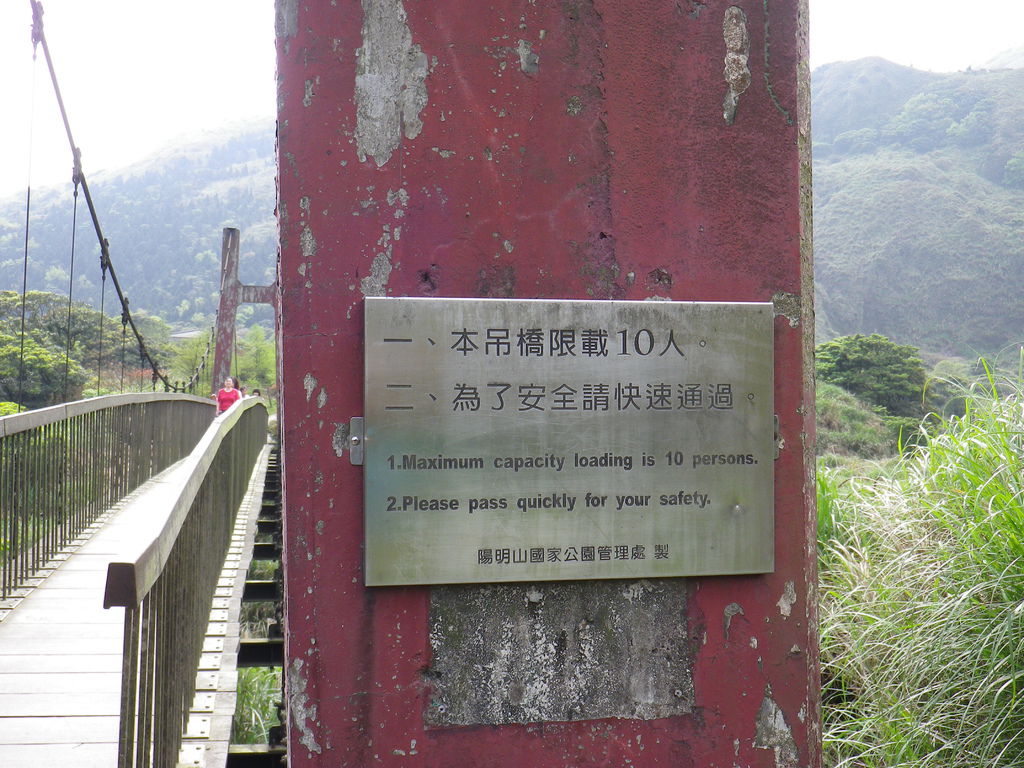 一、本吊橋限載10人。
二、為了安全請快速通過。
1.Maximum capacity loading is 10 persons.
2.Please pass quickly for your safety.
陽明山國家公園管理處 製